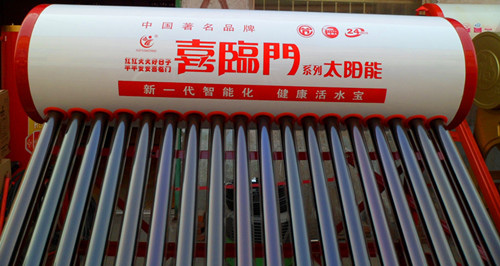 中国著名品牌
24
红红火火好日子
平平安安喜临门
喜臨門系列太阳能
新一代智能化 健康活水宝